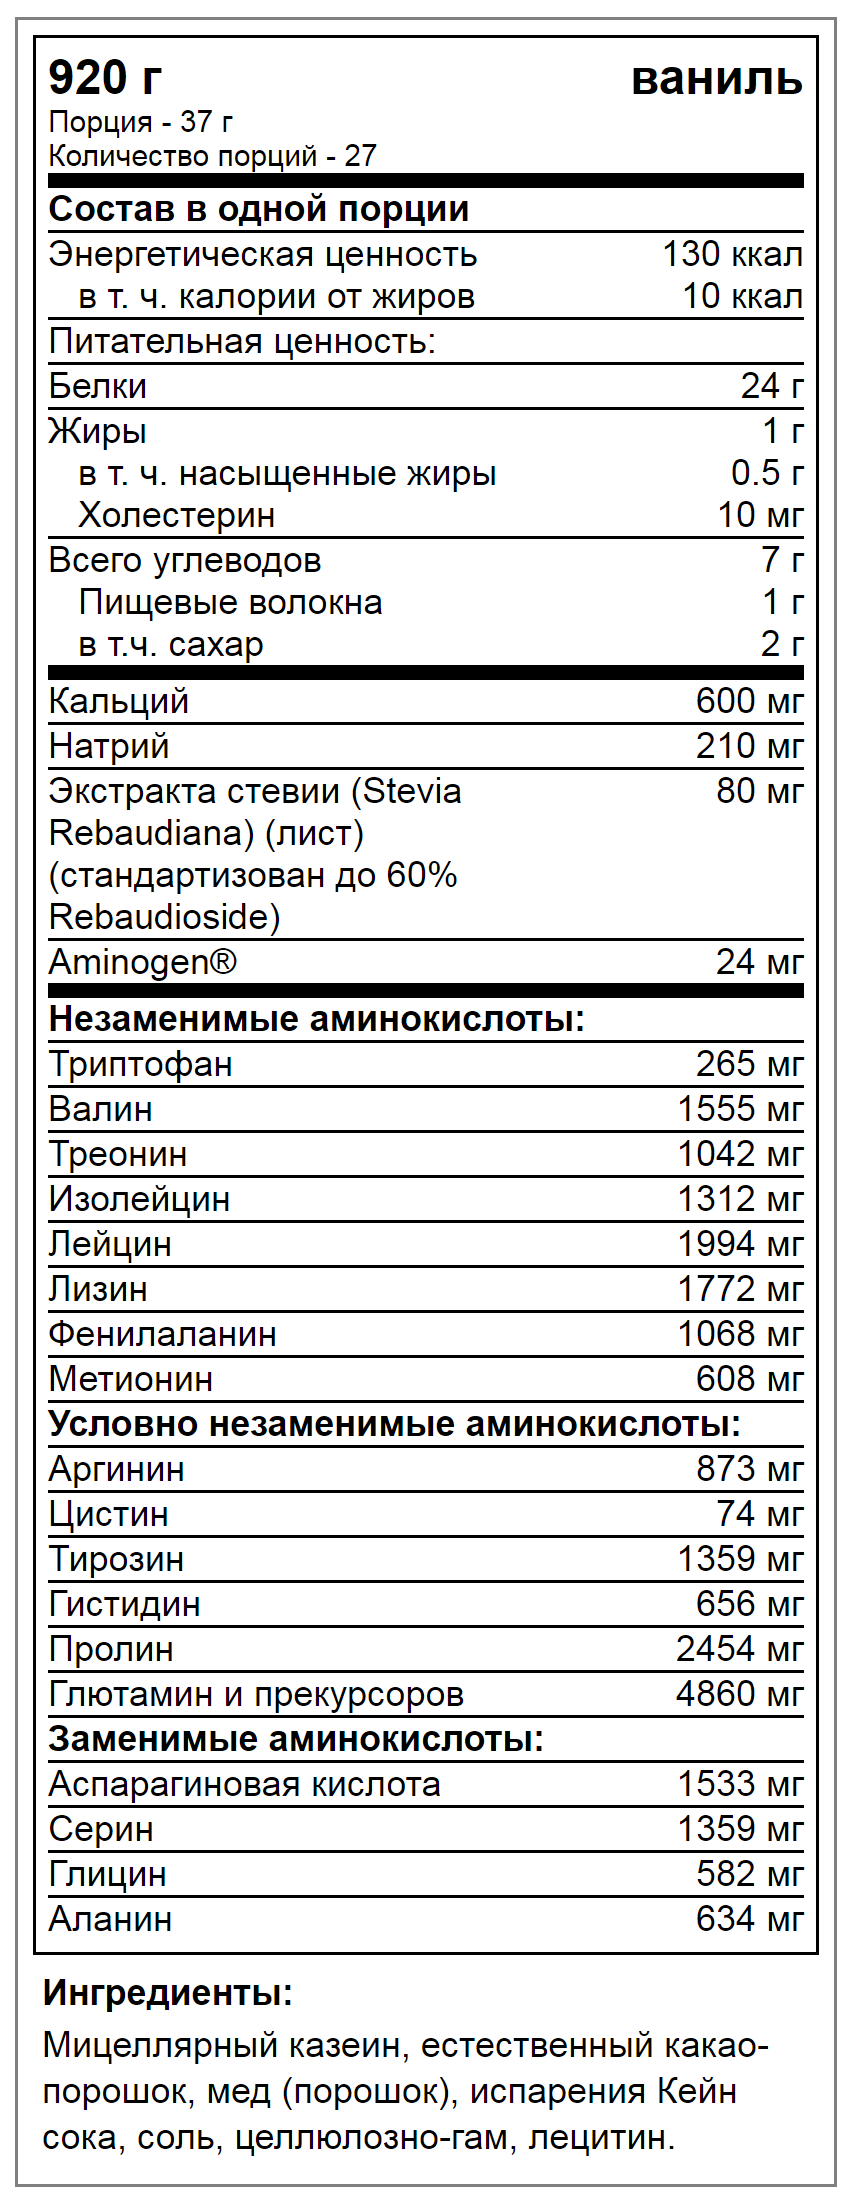 920 г ваниль
Порция - 37 г
Количество порций - 27
Состав в одной порции
Энергетическая ценность 130 ккал
в т. ч. калории от жиров 10 ккал
Питательная ценность:
Белки 24 г
Жиры 1 г
в т. ч. насыщенные жиры 0.5 г
Холестерин 10 мг
Всего углеводов 7 г
Пищевые волокна 1 г
в т.ч. сахар 2 г
Кальций 600 мг
Натрий 210 мг
Экстракта стевии (Stevia 80 мг
Rebaudiana) (лист)
(стандартизован до 60%
Rebaudioside)
Aminogen® 24 мг
Незаменимые аминокислоты:
Триптофан 265 мг
Валин 1555 мг
Треонин 1042 мг
Изолейцин 1312 мг
Лейцин 1994 мг
Лизин 1772 мг
Фенилаланин 1068 мг
Метионин 608 мг
Условно незаменимые аминокислоты:
Аргинин 873 мг
Цистин 74 мг
Тирозин 1359 мг
Гистидин 656 мг
Пролин 2454 мг
Глютамин и прекурсоров 4860 мг
Заменимые аминокислоты:
Аспарагиновая кислота 1533 мг
Серин 1359 мг
Глицин 582 мг
Аланин 634 мг
Ингредиенты:
Мицеллярный казеин, естественный какао-
порошок, мед (порошок), испарения Кейн
сока, соль, целлюлозно-гам, лецитин.